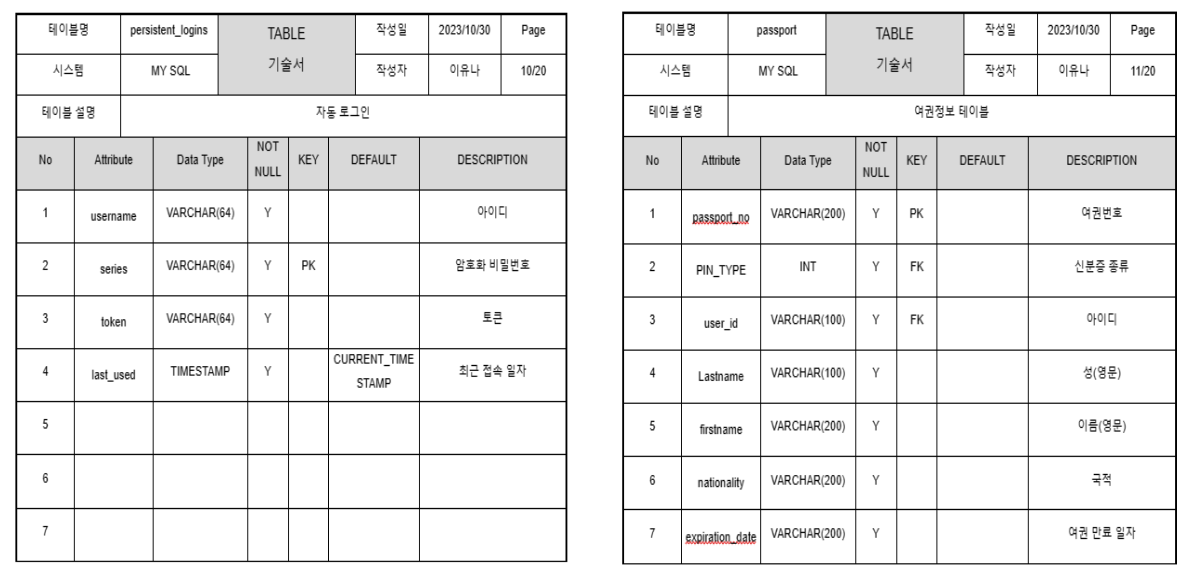 테이블명 persistent_logins TABLE 기술서 작성일 2023/10/30 Page
시스템 MY SQL 작성자 이유나 10/20
테이블 설명 자동 로그인
No Attribute Data Type NOT NULL KEY DEFAULT DESCRIPTION
1 username VARCHAR(64) Y 아이디
2 series VARCHAR(64) Y PK 암호화 비밀번호
3 token VARCHAR(64) Y 토큰
4 last_used TIMESTAMP Y CURRENT_TIME STAMP 최근 접속 일자
5
6
7
테이블명 passport TABLE 기술서 작성일 2023/10/30 Page
시스템 MY SQL 작성자 이유나 11/20
테이블 설명 여권정보 테이블
No Attribute Data Type NOT NULL KEY DEFAULT DESCRIPTION
1 passport_no VARCHAR(200) Y PK 여권번호
2 PIN_TYPE INT Y FK 신분증 종류
3 user_id VARCHAR(100) Y FK 아이디
4 Lastname VARCHAR(100) Y 성(영문)
5 firstname VARCHAR(200) Y 이름(영문)
6 nationality VARCHAR(200) Y 국적
7 expiration_date VARCHAR(200) Y 여권 만료 일자